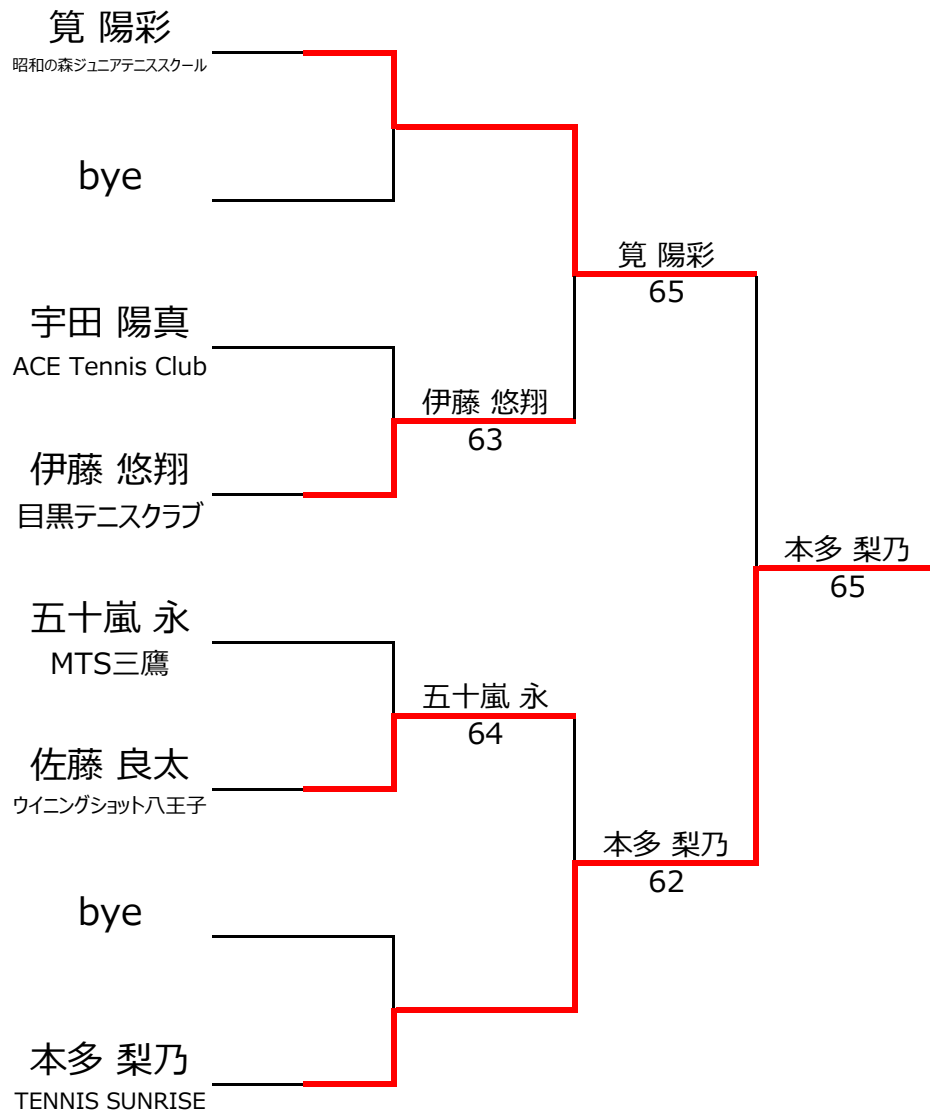 筧 陽彩
昭和の森ジュニアテニススクール
bye
宇田 陽真
ACE Tennis Club
伊藤 悠翔
目黒テニスクラブ
五十嵐 永
MTS三鷹
佐藤 良太
ウイニングショット八王子
bye
本多 梨乃
TENNIS SUNRISE
伊藤 悠翔
63
五十嵐 永
64
筧 陽彩
65
本多 梨乃
62
本多 梨乃
65